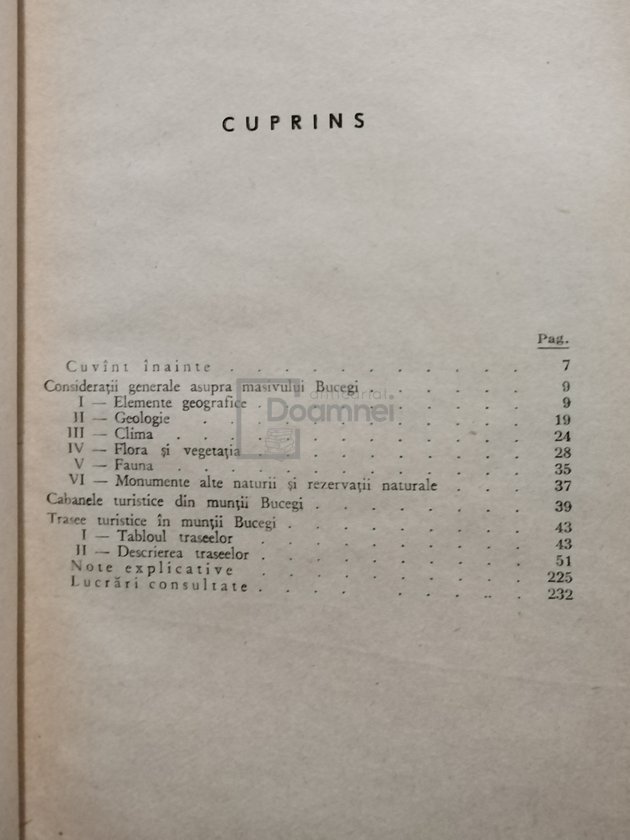 CUPRINS
Pag.
Cuvînt înainte . . . . . . . . . . 7
Considerații generale asupra masivului Bucegi . . . . . . 9
I — Elemente geografice . . . . . . . . 9
II — Geologie . . . . . . . . . 19
III — Clima . . . . . . . . . . 24
IV — Flora și vegetația . . . . . . . . 28
V — Fauna . . . . . . . . . . 35
VI — Monumente alte naturii și rezervații naturale . . . 37
Cabanele turistice din munții Bucegi . . . . . . . 39
Trasee turistice în munții Bucegi . . . . . . . . 43
I — Tabloul traseelor . . . . . . . . 43
II — Descrierea traseelor . . . . . . . . 51
Note explicative . . . . . . . . . 225
Lucrări consultate . . . . . . . . . 232
anticariat
Doamnei